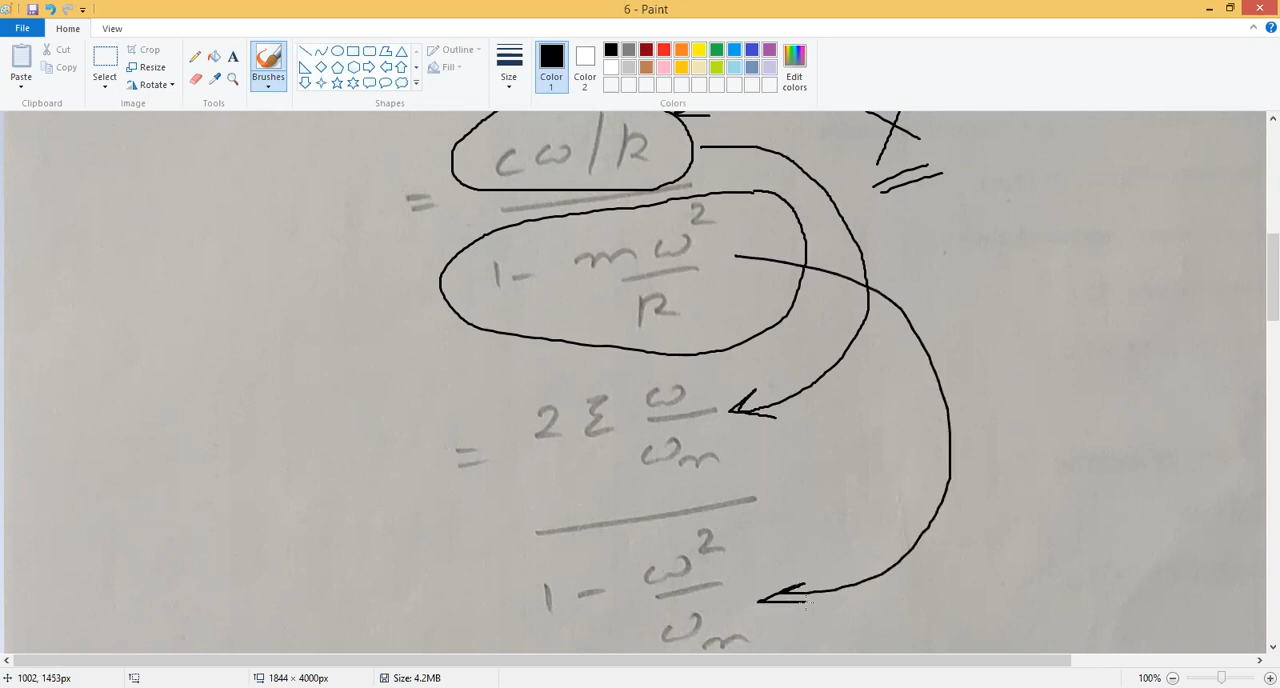 6 - Paint
File Home View
Paste Cut Copy Clipboard
Select Crop Resize Rotate Image
A Tools
Brushes
Shapes Outline Fill
Size
Color 1 Color 2 Edit colors Colors
= cω/k
1 - mω²/k
= 2ξ ω/ωn
1 - ω²/ωn
1002, 1453px 1844 × 4000px Size: 4.2MB 100%